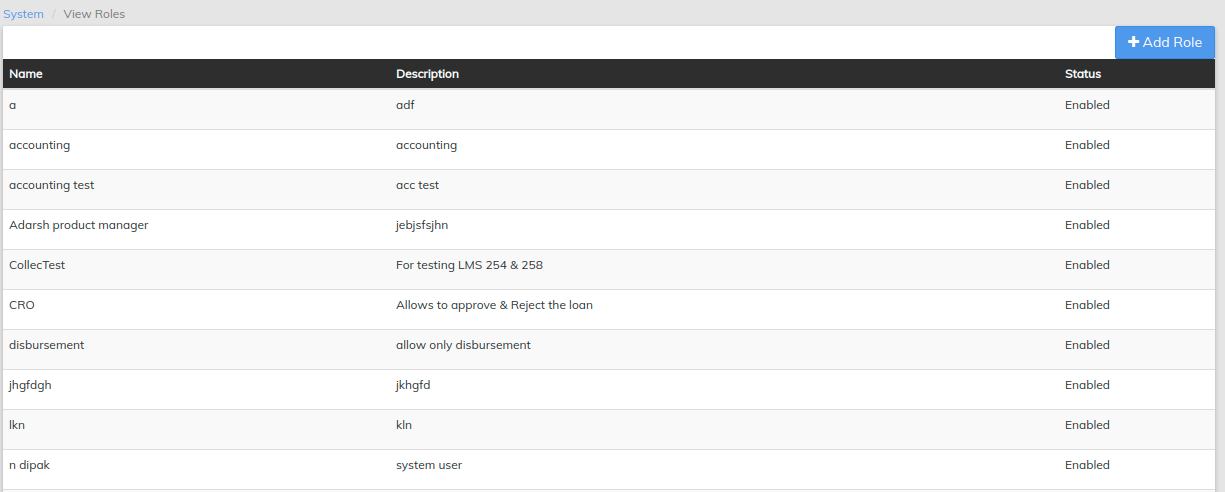 System / View Roles
+ Add Role
Name Description Status
a adf Enabled
accounting accounting Enabled
accounting test acc test Enabled
Adarsh product manager jebjsfsjhn Enabled
CollecTest For testing LMS 254 & 258 Enabled
CRO Allows to approve & Reject the loan Enabled
disbursement allow only disbursement Enabled
jhgfdgh jkhgfd Enabled
lkn kln Enabled
n dipak system user Enabled